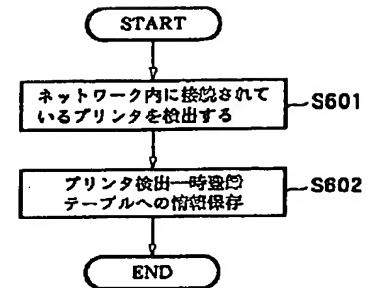 START
ネットワーク内に接続されて
いるプリンタを検出する
S601
プリンタ検出一時登録
テーブルへの情報保存
S602
END